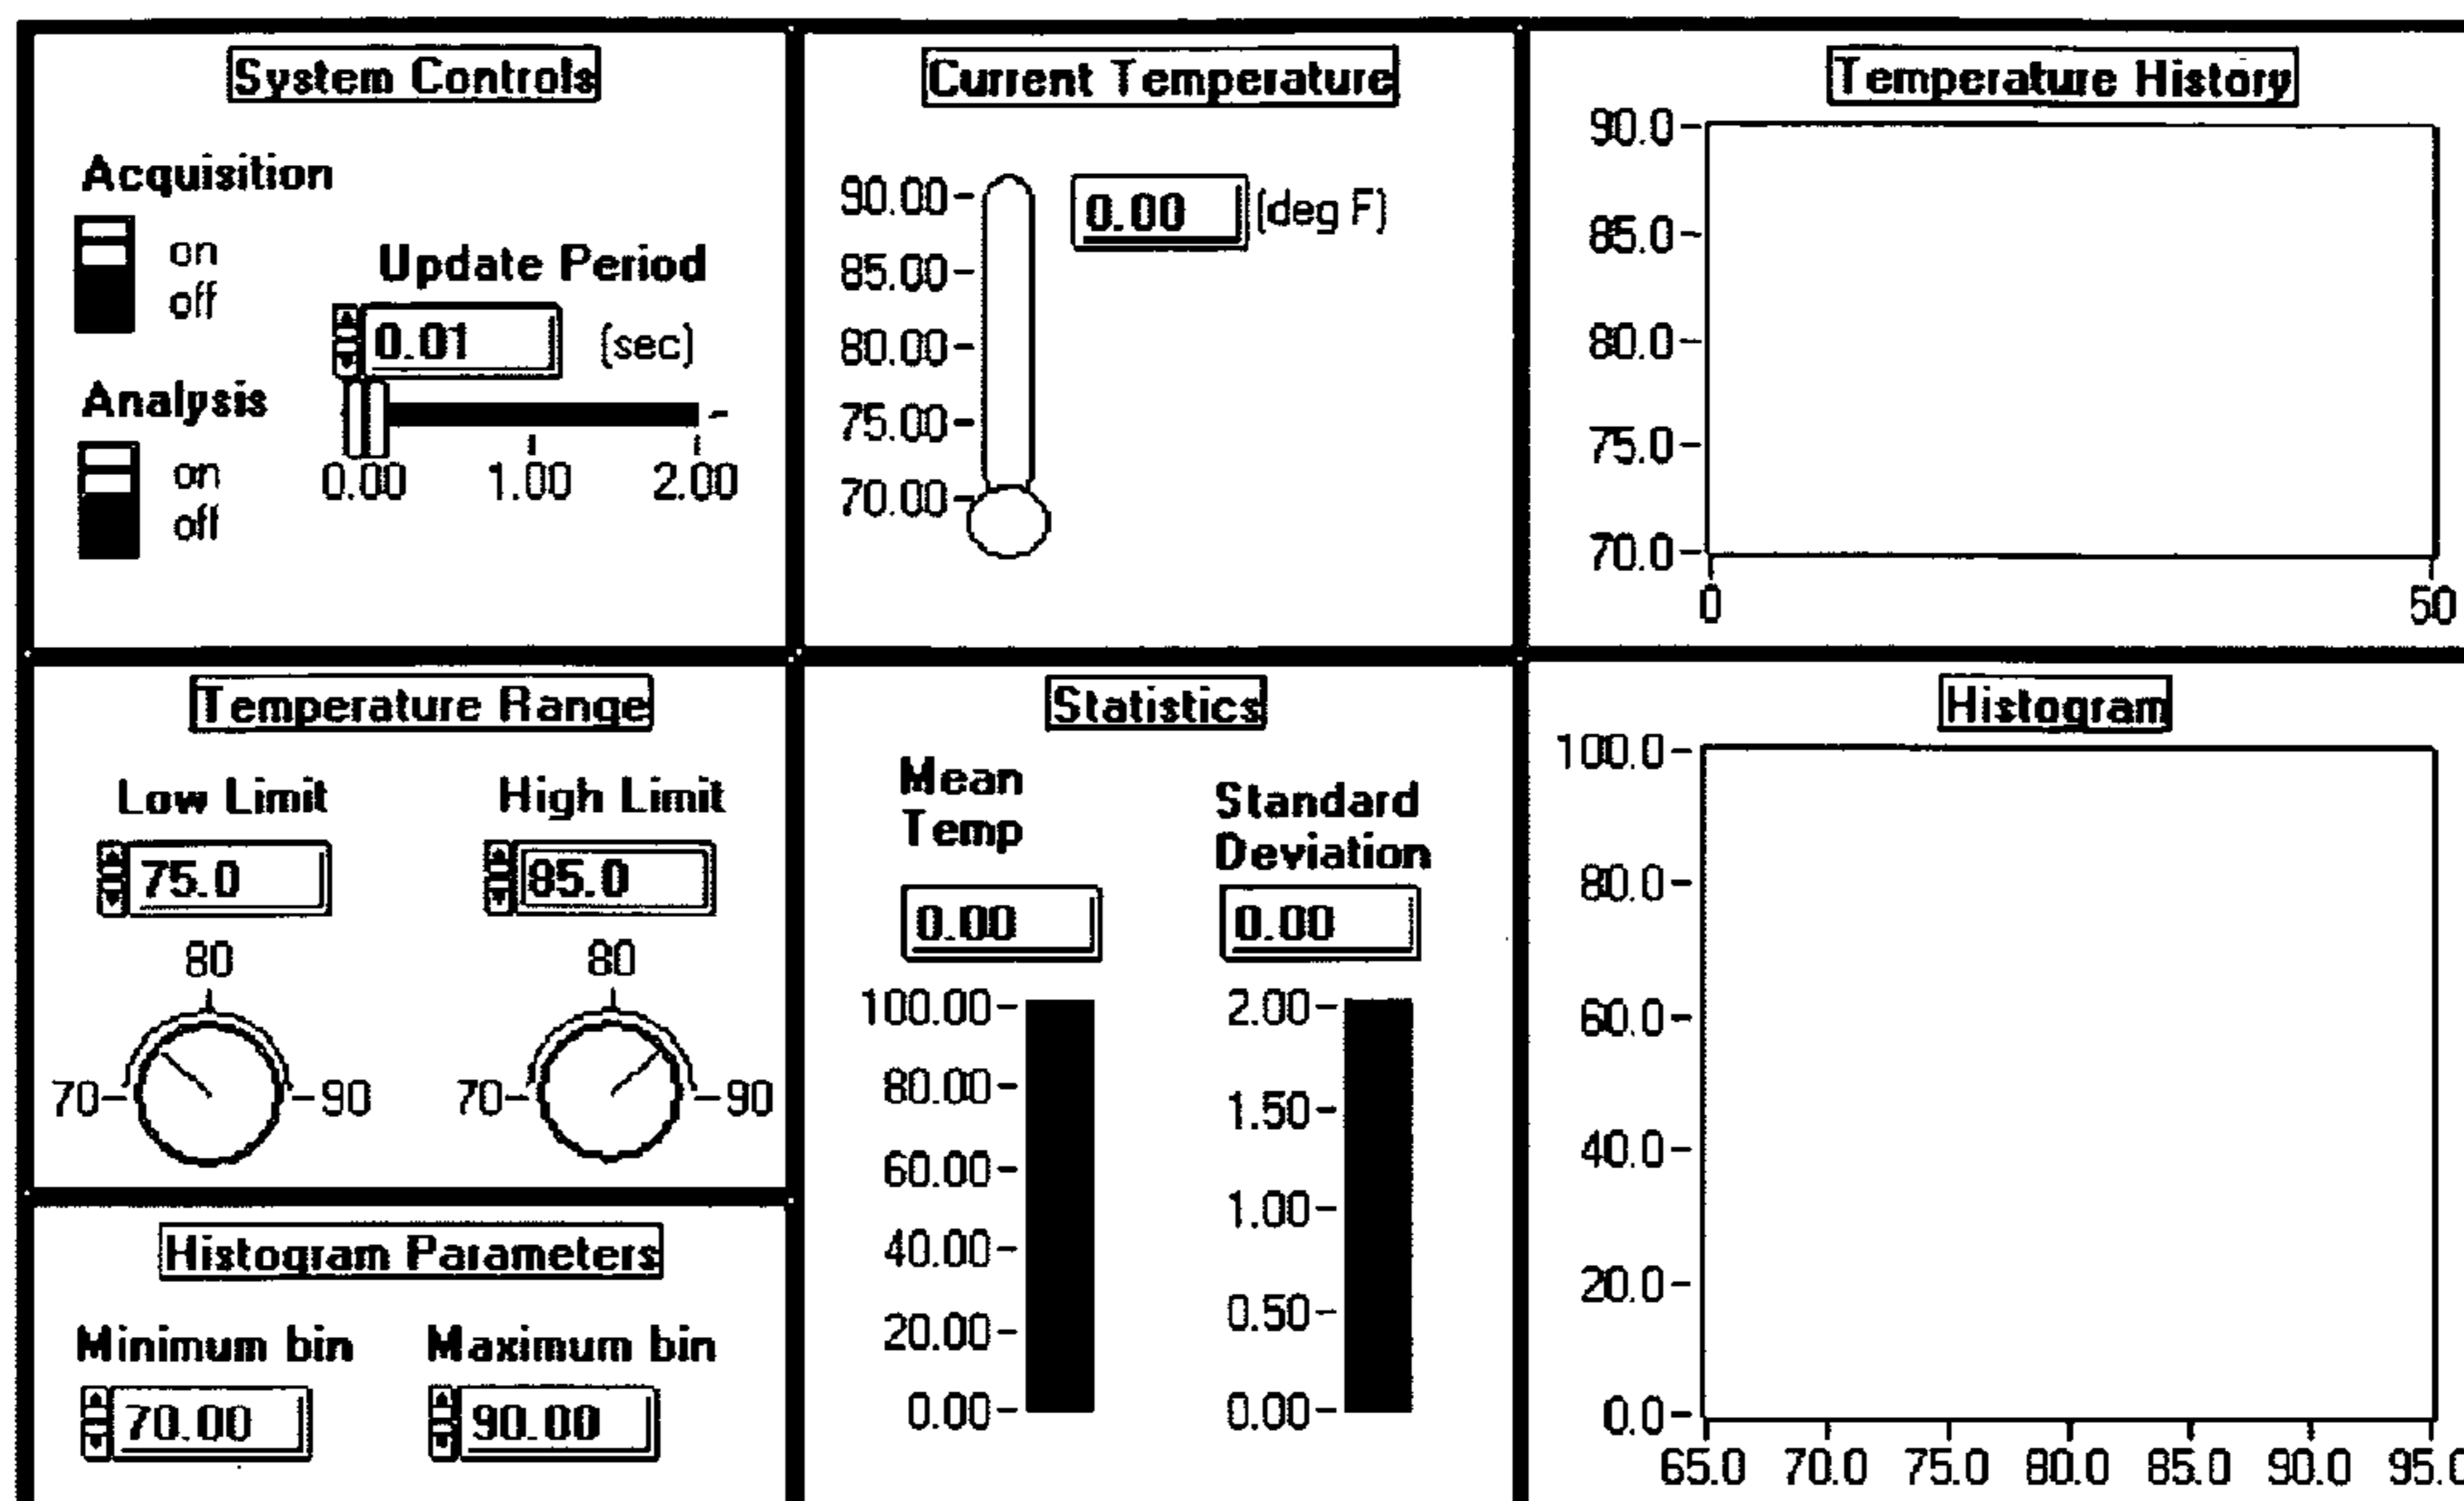 System Controls
Acquisition
on
off
Update Period
0.01 (sec)
Analysis
on
off
0.00 1.00 2.00
Current Temperature
90.00
0.00 (deg F)
85.00
80.00
75.00
70.00
Temperature History
90.0
85.0
80.0
75.0
70.0
0 50
Temperature Range
Low Limit High Limit
75.0 85.0
80 80
70 90 70 90
Histogram Parameters
Minimum bin Maximum bin
70.00 90.00
Statistics
Mean
Temp
Standard
Deviation
0.00 0.00
100.00
80.00
60.00
40.00
20.00
0.00
2.00
1.50
1.00
0.50
0.00
Histogram
100.0
80.0
60.0
40.0
20.0
0.0
65.0 70.0 75.0 80.0 85.0 90.0 95.0